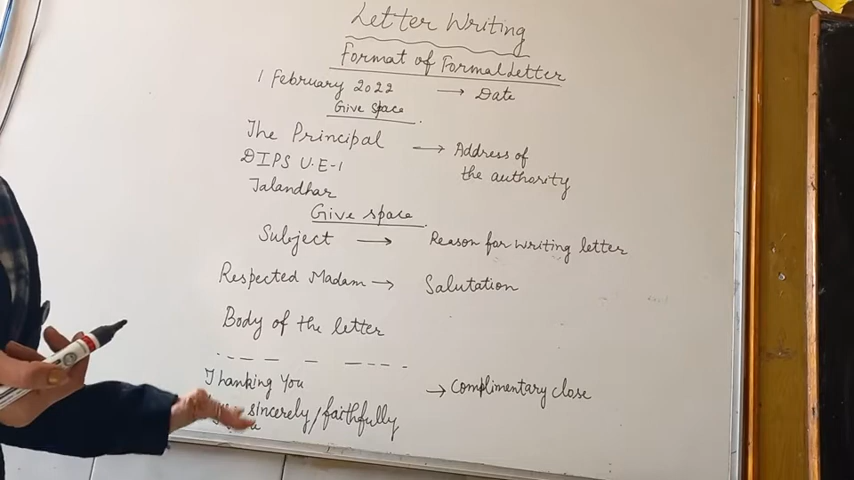 Letter Writing
Format of Formal Letter
1 February 2022 → Date
Give space
The Principal → Address of
the authority
DIPS U.E-1
Jalandhar
Give space
Subject → Reason for writing letter
Respected Madam → Salutation
Body of the letter
Thanking You → Complimentary close
sincerely/faithfully